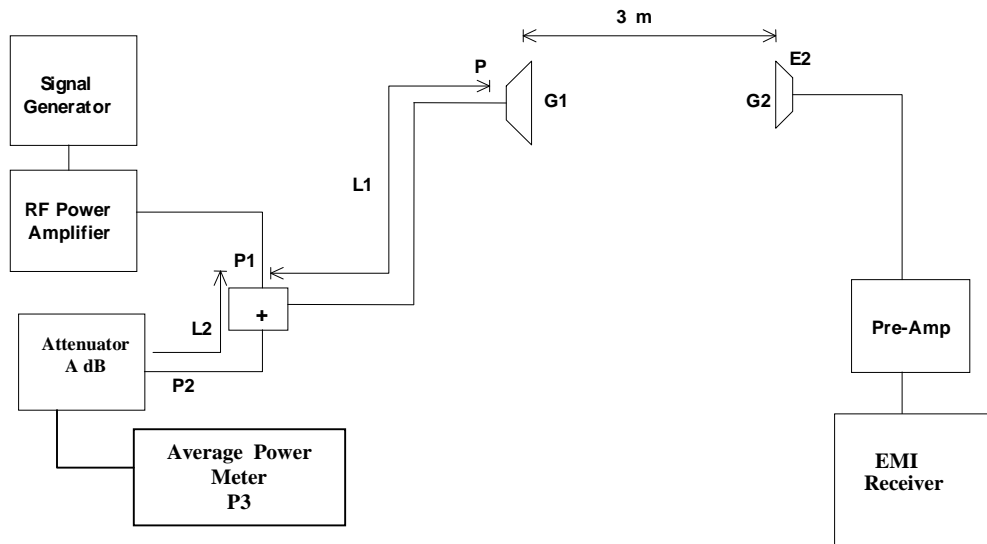 3 m
P
E2
Signal
Generator
G1
G2
L1
RF Power
Amplifier
P1
+
L2
Attenuator
A dB
Pre-Amp
P2
Average Power
Meter
P3
EMI
Receiver